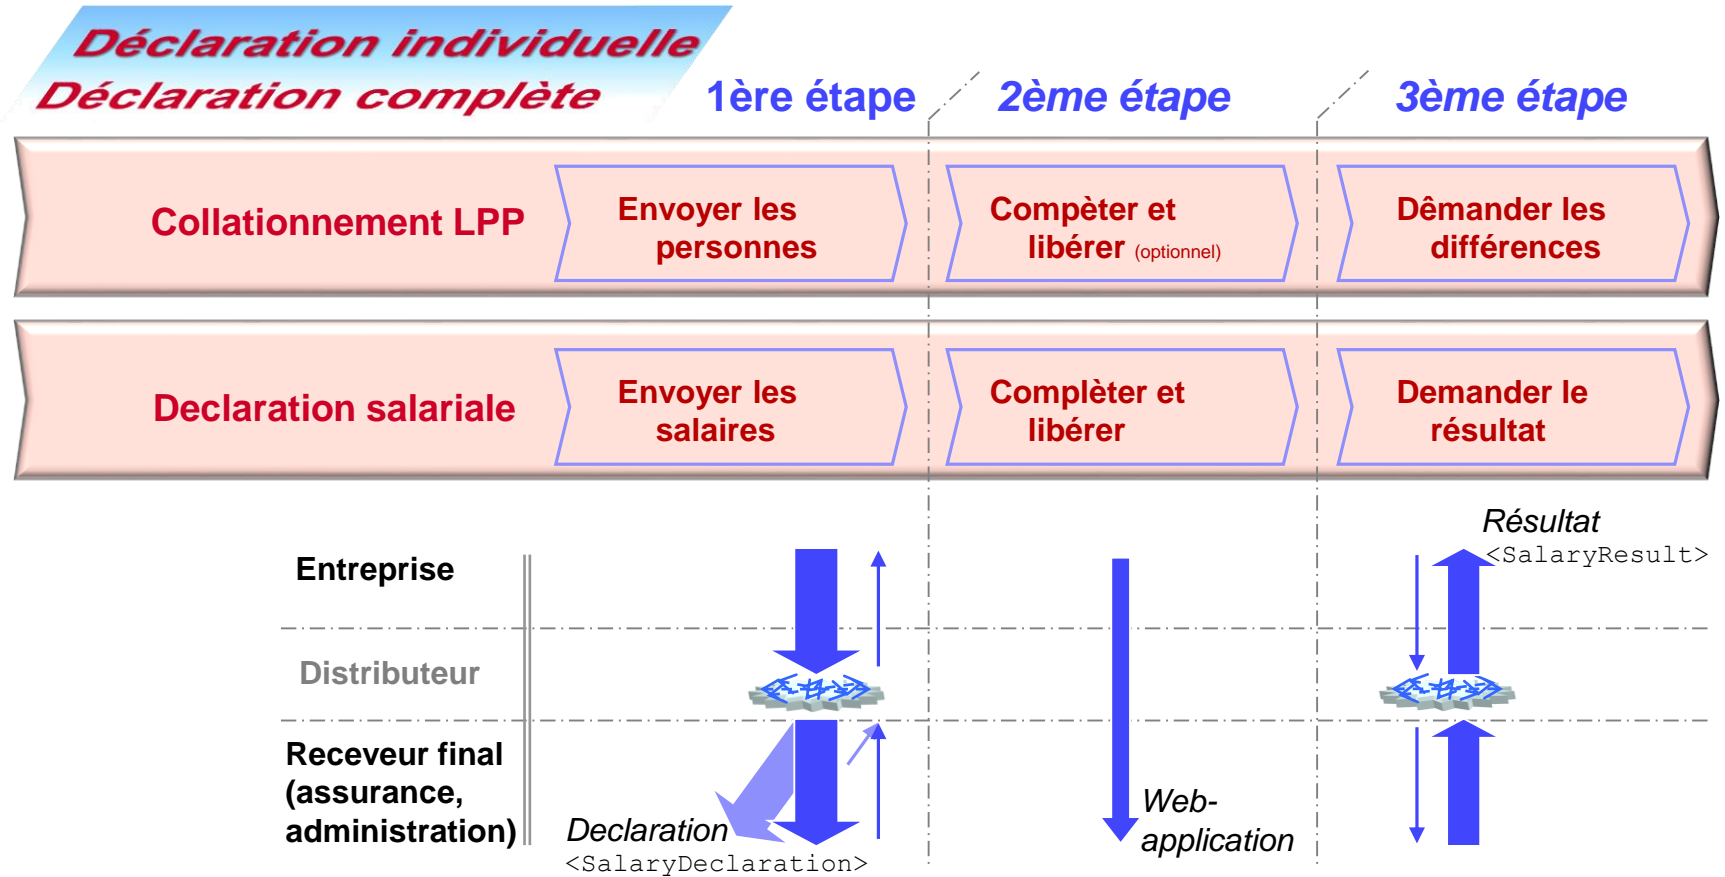 Déclaration individuelle
Déclaration complète
1ère étape
2ème étape
3ème étape
Collationnement LPP
Envoyer les
personnes
Compèter et
libérer (optionnel)
Dêmander les
différences
Declaration salariale
Envoyer les
salaires
Complèter et
libérer
Demander le
résultat
Résultat
<SalaryResult>
Entreprise
Distributeur
Receveur final
(assurance,
administration)
Declaration
<SalaryDeclaration>
Web-
application